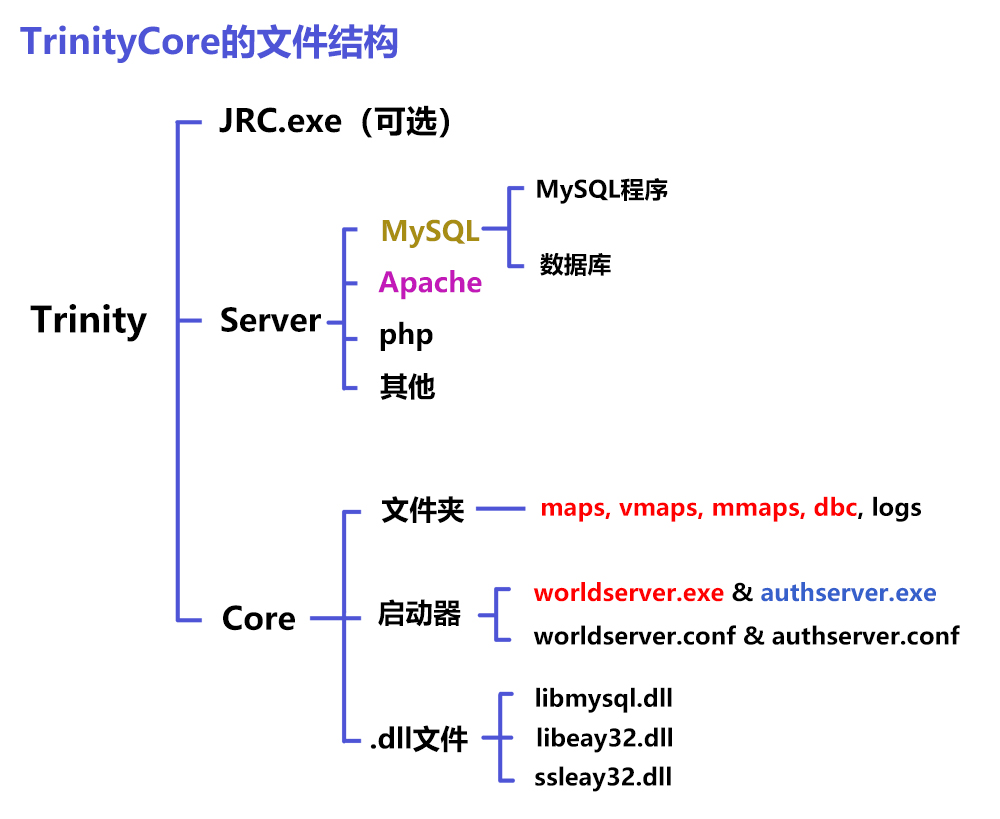 TrinityCore的文件结构
JRC.exe（可选）
MySQL程序
MySQL
数据库
Apache
Trinity
Server
php
其他
文件夹
maps, vmaps, mmaps, dbc, logs
worldserver.exe & authserver.exe
启动器
Core
worldserver.conf & authserver.conf
libmysql.dll
.dll文件
libeay32.dll
ssleay32.dll